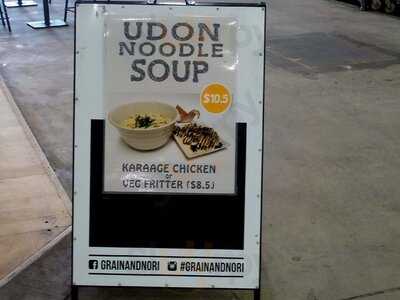 UDON
NOODLE
SOUP
$10.5
KARAAGE CHICKEN
or
VEG FRITTER ($8.5)
GRAINANDNORI #GRAINANDNORI